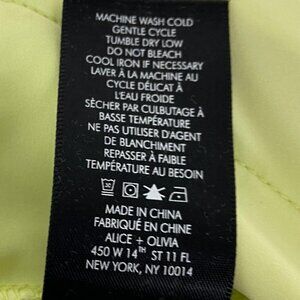 MACHINE WASH COLD
GENTLE CYCLE
TUMBLE DRY LOW
DO NOT BLEACH
COOL IRON IF NECESSARY
LAVER À LA MACHINE AU
CYCLE DÉLICAT À
L'EAU FROIDE
SÈCHER PAR CULBUTAGE À
BASSE TEMPÉRATURE
NE PAS UTILISER D'AGENT
DE BLANCHIMENT
REPASSER À FAIBLE
TEMPÉRATURE AU BESOIN
MADE IN CHINA
FABRIQUÉ EN CHINE
ALICE + OLIVIA
450 W 14TH ST 11 FL
NEW YORK, NY 10014